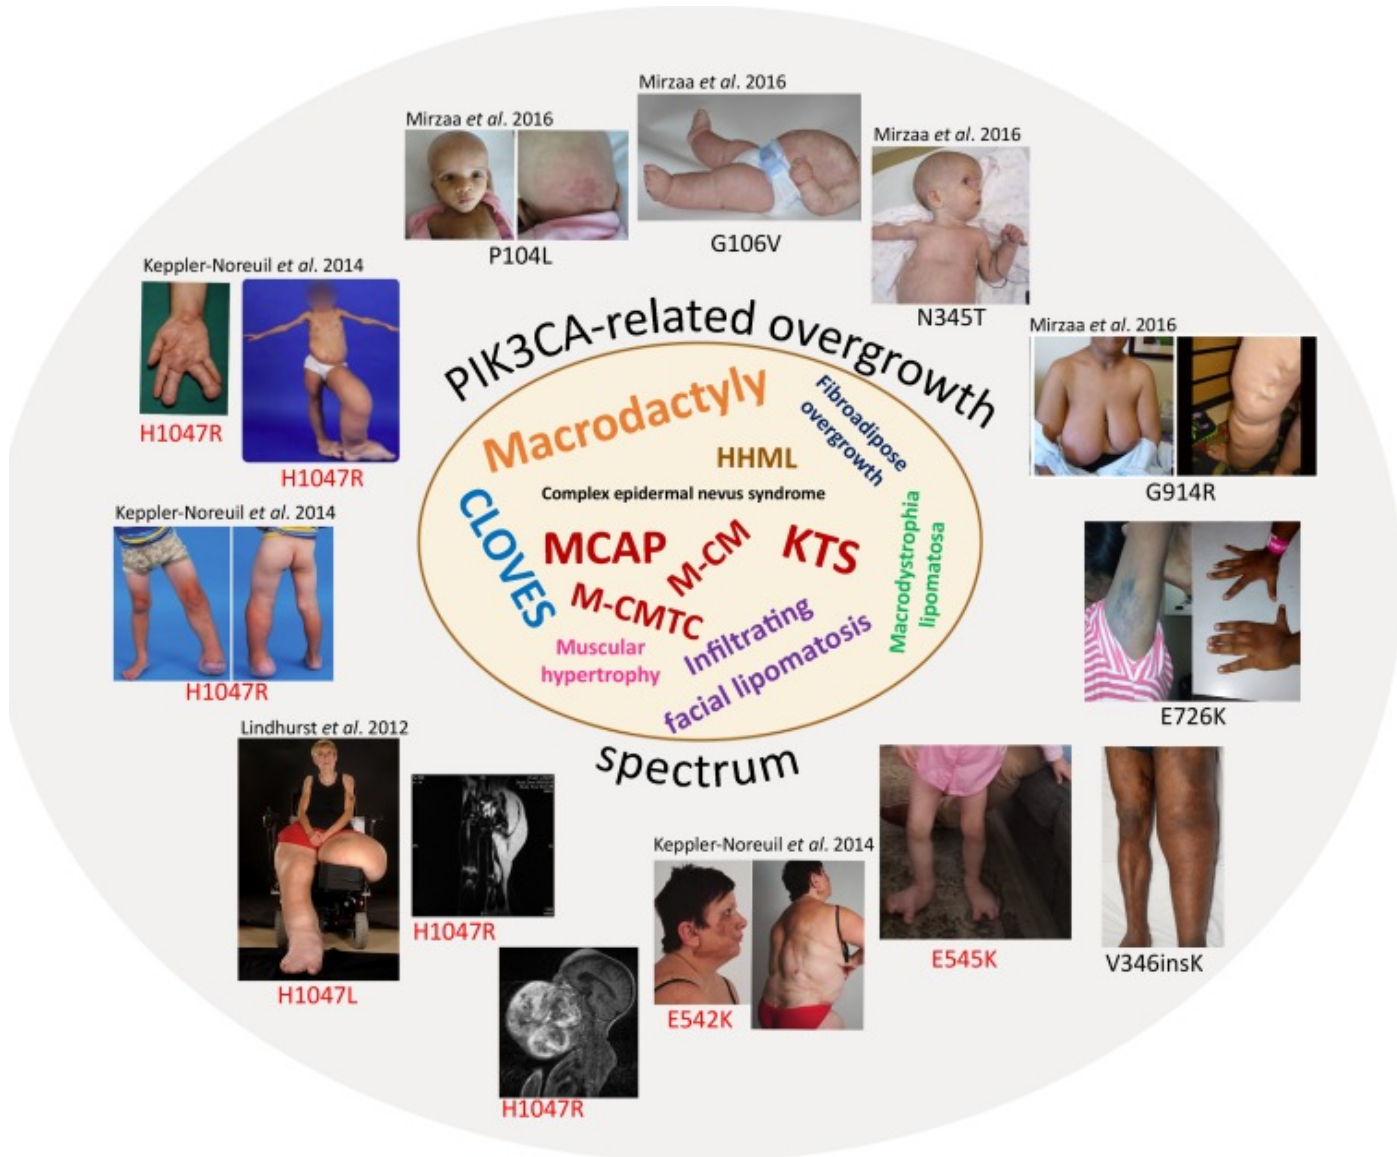 Mirzaa et al. 2016
Mirzaa et al. 2016
Mirzaa et al. 2016
P104L
G106V
N345T
Keppler-Noreuil et al. 2014
H1047R
H1047R
Mirzaa et al. 2016
G914R
PIK3CA-related overgrowth
Macrodactyly
Fibroadipose
overgrowth
HHML
Complex epidermal nevus syndrome
CLOVES
MCAP
M-CM
KTS
Macrodystrophia
lipomatosa
M-CMTC
Muscular
hypertrophy
Infiltrating
facial lipomatosis
spectrum
Keppler-Noreuil et al. 2014
H1047R
E726K
Lindhurst et al. 2012
H1047L
H1047R
H1047R
Keppler-Noreuil et al. 2014
E542K
E545K
V346insK